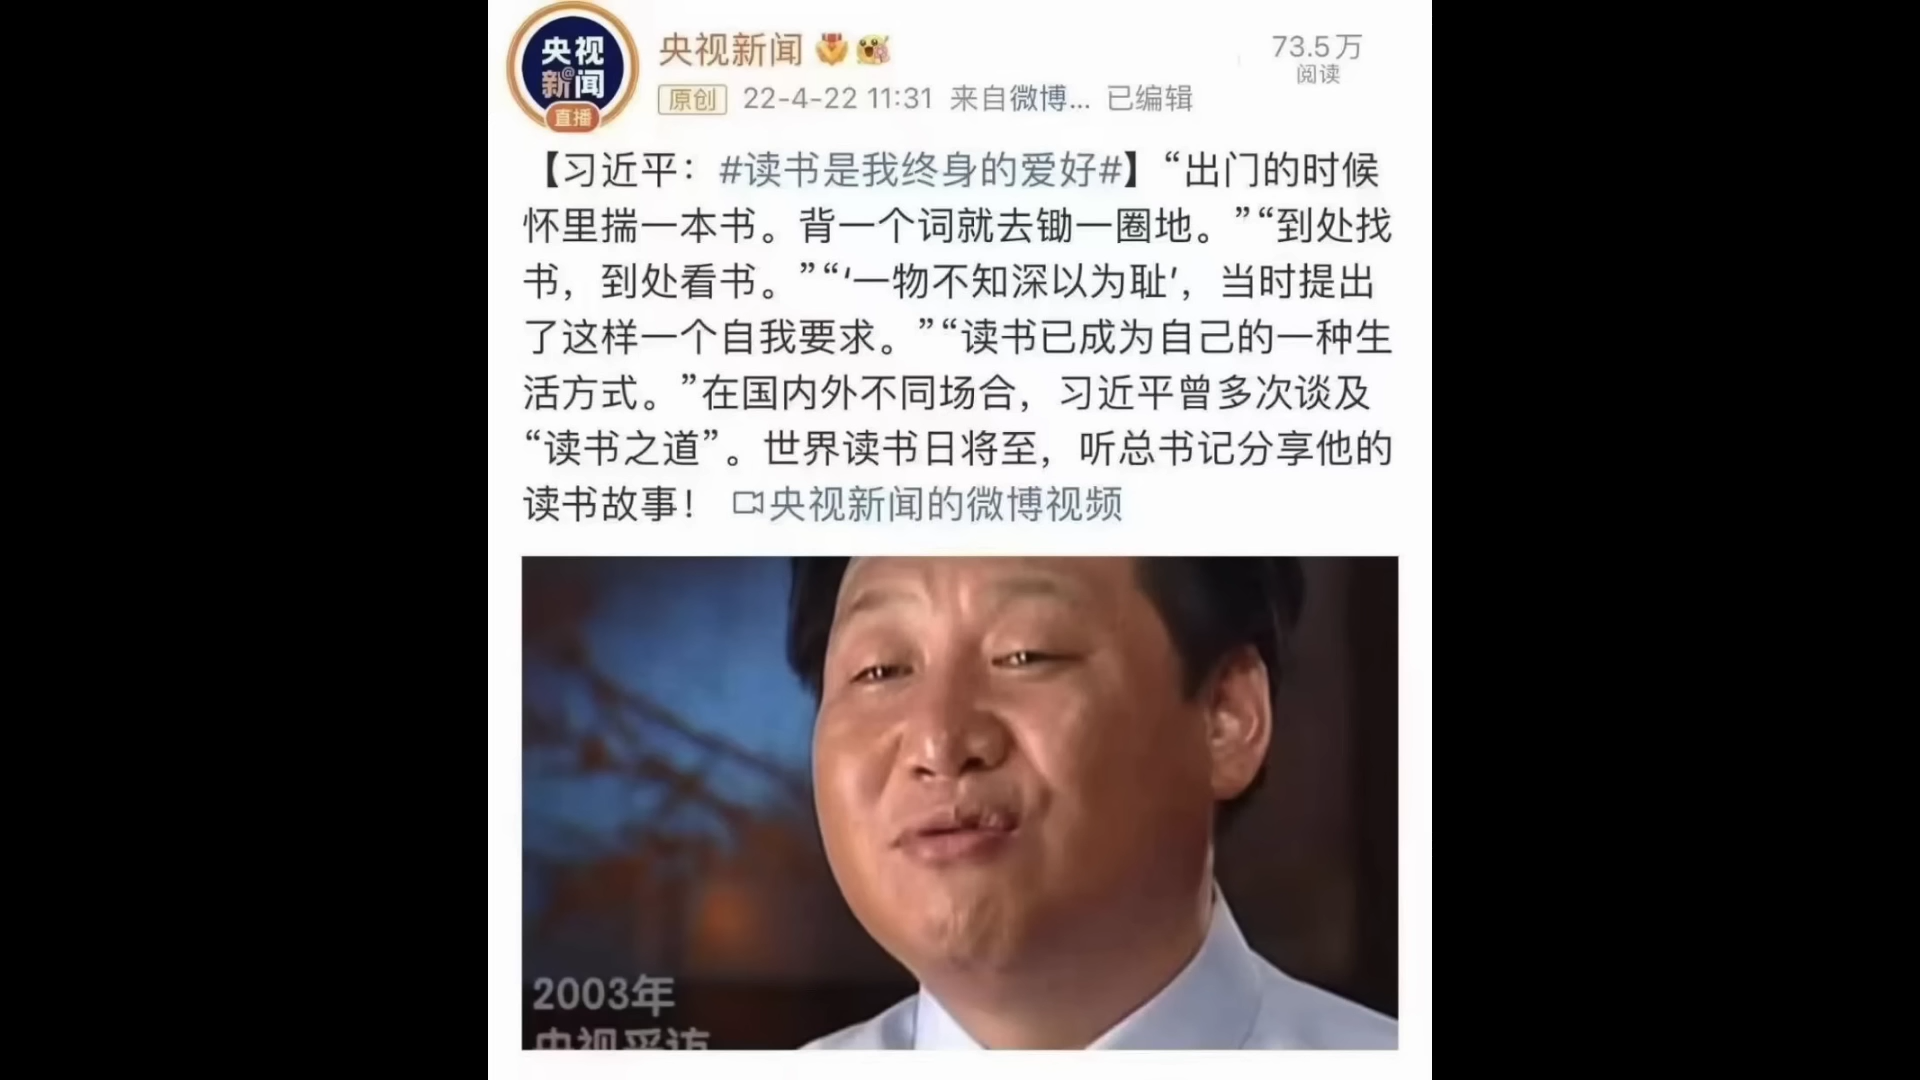 央视
新闻
直播
央视新闻
73.5万
阅读
原创 22-4-22 11:31 来自微博... 已编辑
【习近平：#读书是我终身的爱好#】“出门的时候
怀里揣一本书。背一个词就去锄一圈地。”“到处找
书，到处看书。”“‘一物不知深以为耻’，当时提出
了这样一个自我要求。”“读书已成为自己的一种生
活方式。”在国内外不同场合，习近平曾多次谈及
“读书之道”。世界读书日将至，听总书记分享他的
读书故事！ 央视新闻的微博视频
2003年
央视采访